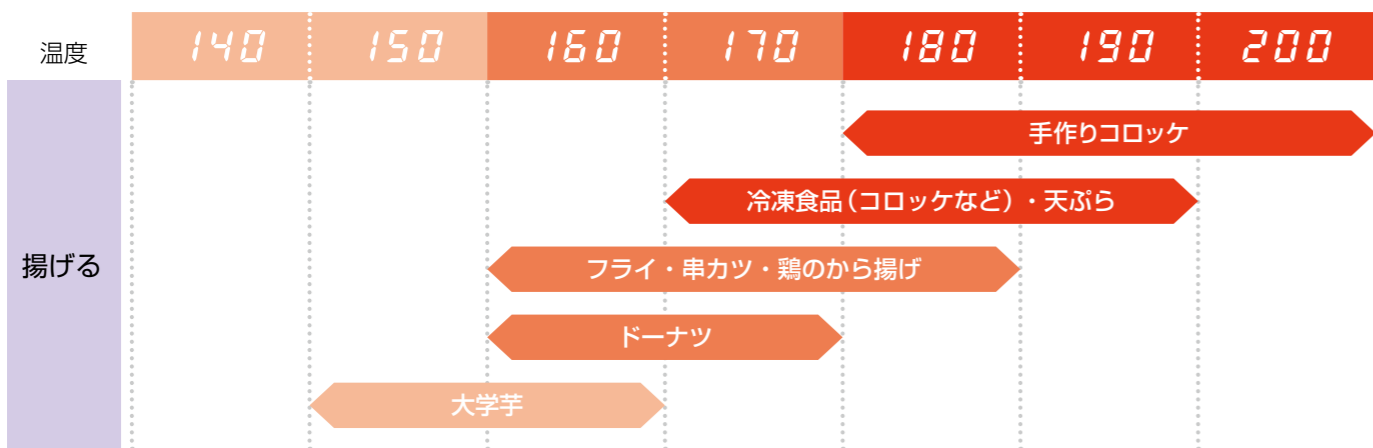 温度 140 150 160 170 180 190 200
手作りコロッケ
冷凍食品(コロッケなど)・天ぷら
揚げる
フライ・串カツ・鶏のから揚げ
ドーナツ
大学芋